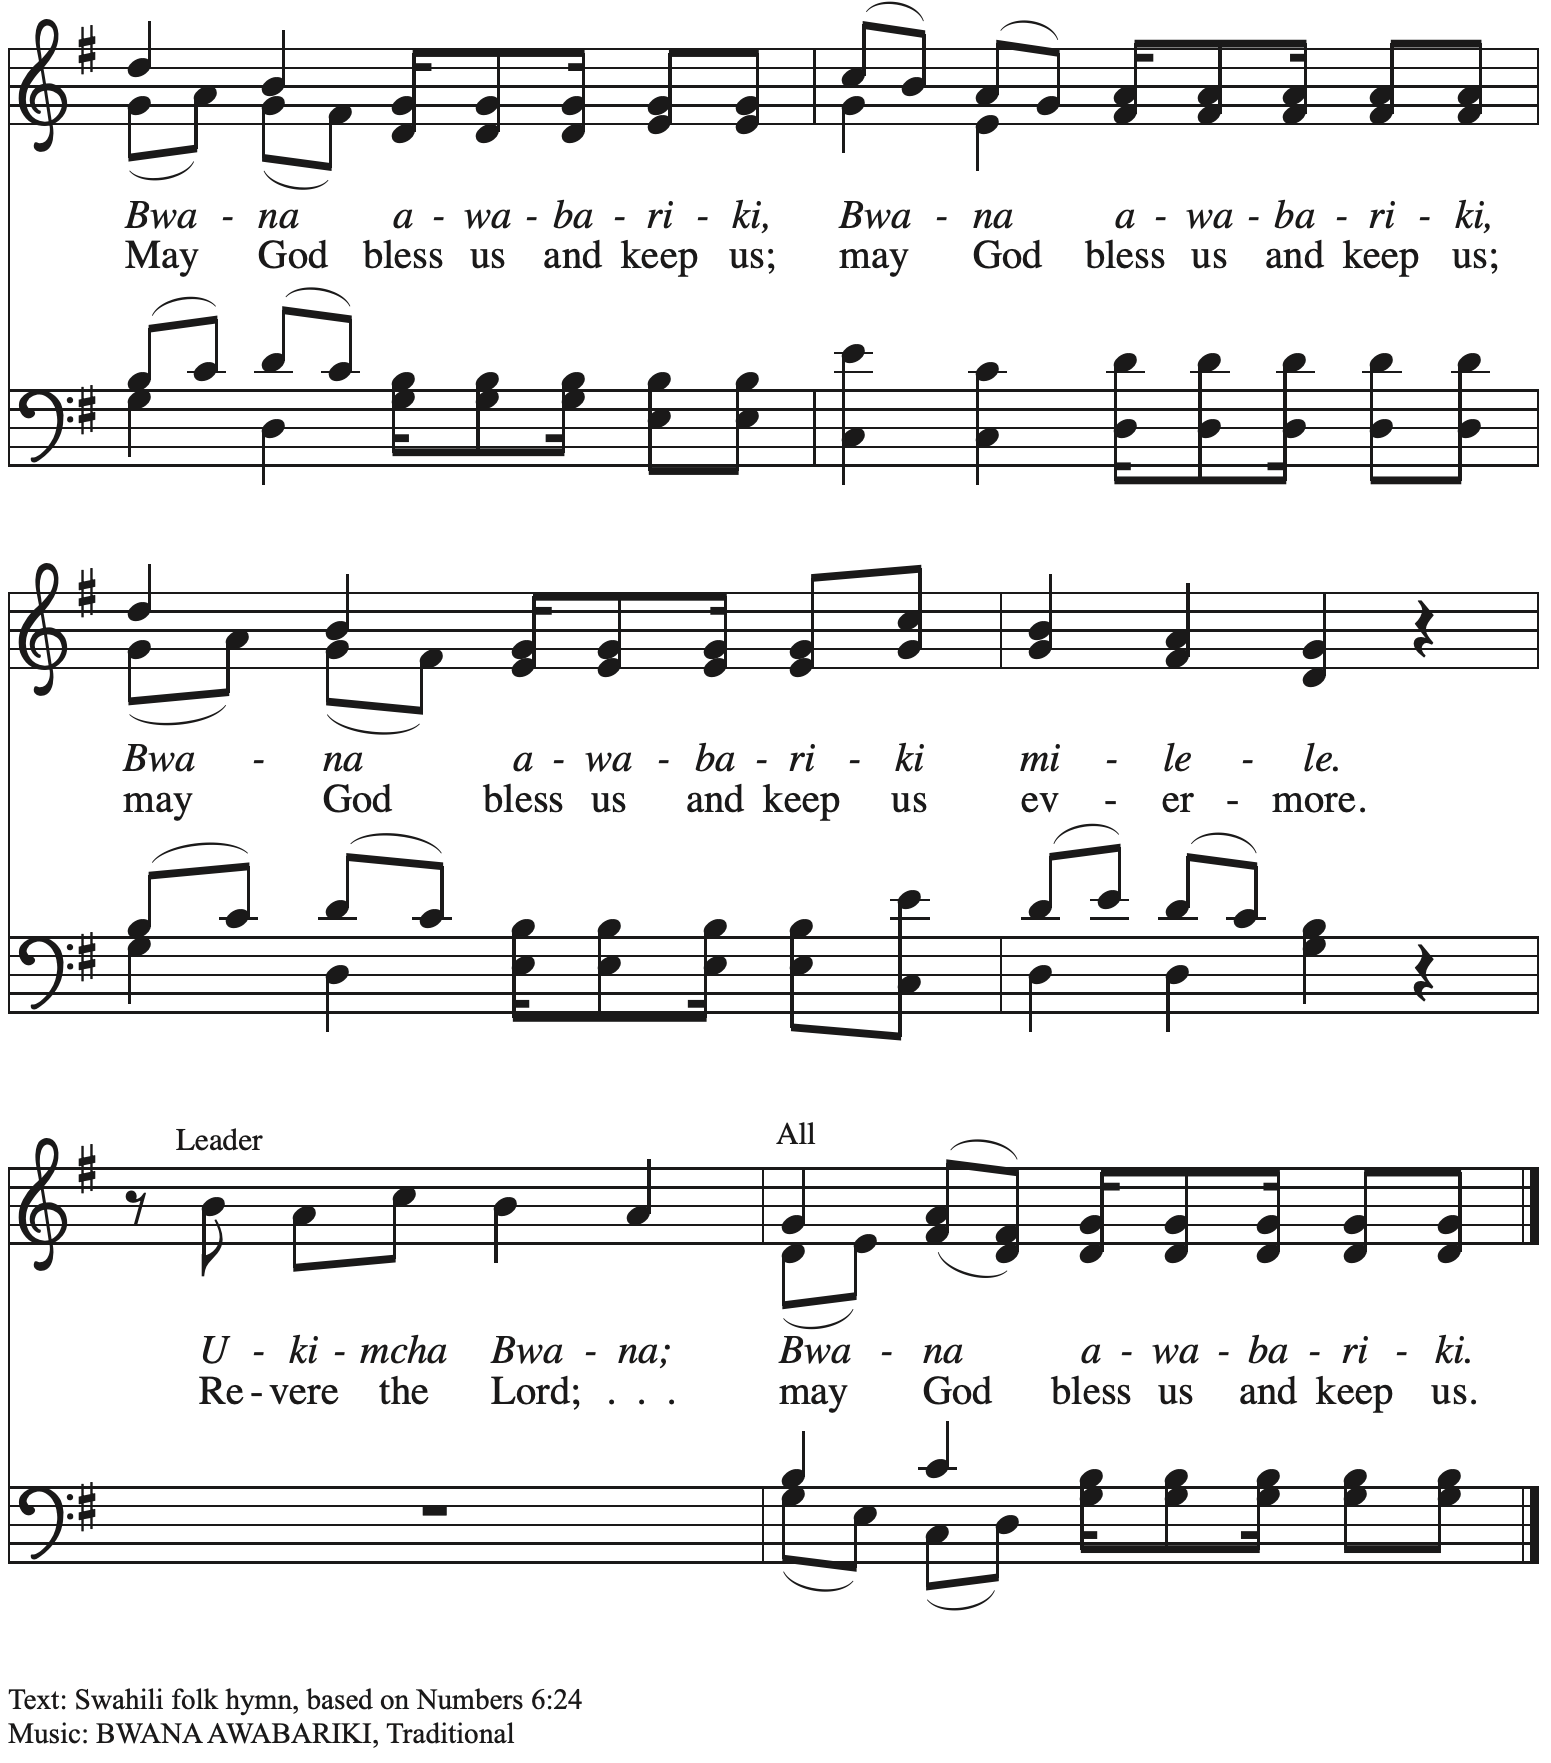 Bwa - na a - wa - ba - ri - ki, Bwa - na a - wa - ba - ri - ki,
May God bless us and keep us; may God bless us and keep us;
Bwa - na a - wa - ba - ri - ki mi - le - le.
may God bless us and keep us ev - er - more.
Leader All
U - ki - mcha Bwa - na; Bwa - na a - wa - ba - ri - ki.
Re - vere the Lord; . . . may God bless us and keep us.
Text: Swahili folk hymn, based on Numbers 6:24
Music: BWANA AWABARIKI, Traditional